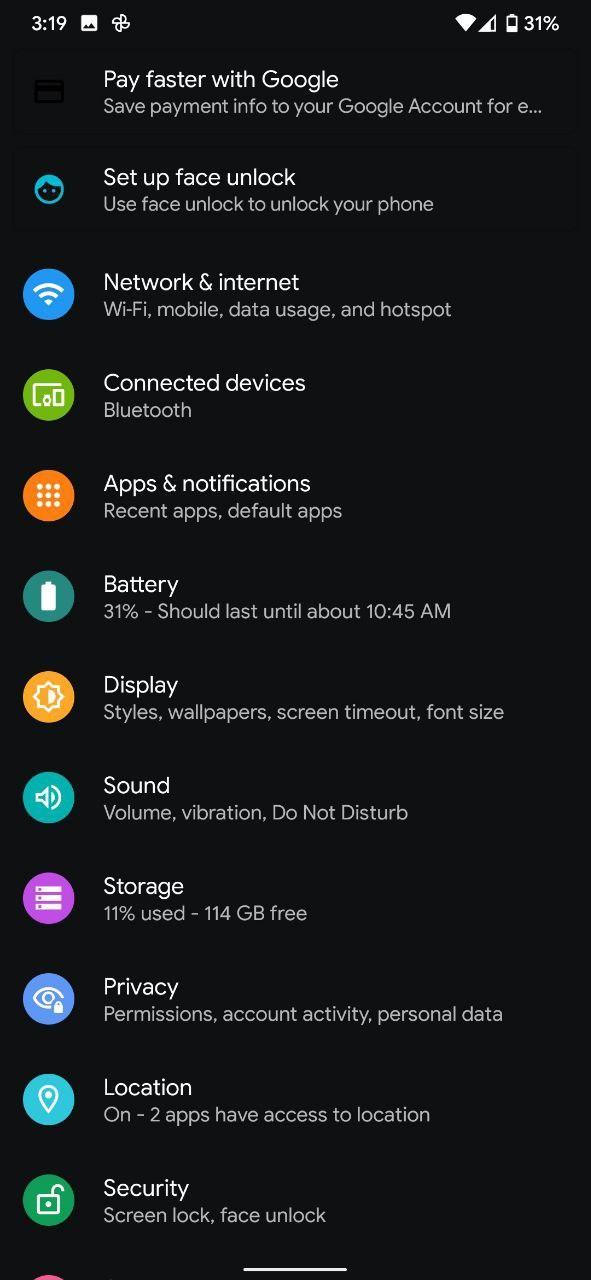 3:19 31%
Pay faster with Google
Save payment info to your Google Account for e...
Set up face unlock
Use face unlock to unlock your phone
Network & internet
Wi-Fi, mobile, data usage, and hotspot
Connected devices
Bluetooth
Apps & notifications
Recent apps, default apps
Battery
31% - Should last until about 10:45 AM
Display
Styles, wallpapers, screen timeout, font size
Sound
Volume, vibration, Do Not Disturb
Storage
11% used - 114 GB free
Privacy
Permissions, account activity, personal data
Location
On - 2 apps have access to location
Security
Screen lock, face unlock